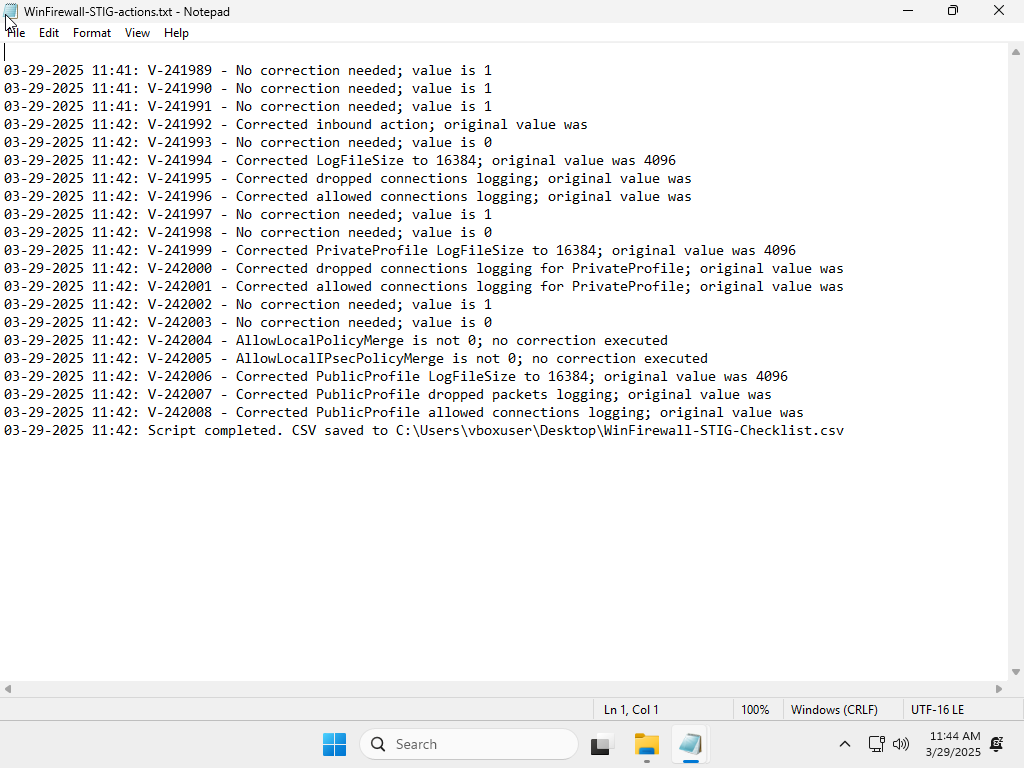 WinFirewall-STIG-actions.txt - Notepad
File Edit Format View Help
03-29-2025 11:41: V-241989 - No correction needed; value is 1
03-29-2025 11:41: V-241990 - No correction needed; value is 1
03-29-2025 11:41: V-241991 - No correction needed; value is 1
03-29-2025 11:42: V-241992 - Corrected inbound action; original value was
03-29-2025 11:42: V-241993 - No correction needed; value is 0
03-29-2025 11:42: V-241994 - Corrected LogFileSize to 16384; original value was 4096
03-29-2025 11:42: V-241995 - Corrected dropped connections logging; original value was
03-29-2025 11:42: V-241996 - Corrected allowed connections logging; original value was
03-29-2025 11:42: V-241997 - No correction needed; value is 1
03-29-2025 11:42: V-241998 - No correction needed; value is 0
03-29-2025 11:42: V-241999 - Corrected PrivateProfile LogFileSize to 16384; original value was 4096
03-29-2025 11:42: V-242000 - Corrected dropped connections logging for PrivateProfile; original value was
03-29-2025 11:42: V-242001 - Corrected allowed connections logging for PrivateProfile; original value was
03-29-2025 11:42: V-242002 - No correction needed; value is 1
03-29-2025 11:42: V-242003 - No correction needed; value is 0
03-29-2025 11:42: V-242004 - AllowLocalPolicyMerge is not 0; no correction executed
03-29-2025 11:42: V-242005 - AllowLocalIPsecPolicyMerge is not 0; no correction executed
03-29-2025 11:42: V-242006 - Corrected PublicProfile LogFileSize to 16384; original value was 4096
03-29-2025 11:42: V-242007 - Corrected PublicProfile dropped packets logging; original value was
03-29-2025 11:42: V-242008 - Corrected PublicProfile allowed connections logging; original value was
03-29-2025 11:42: Script completed. CSV saved to C:\Users\vboxuser\Desktop\WinFirewall-STIG-Checklist.csv
Ln 1, Col 1 100% Windows (CRLF) UTF-16 LE
Search
11:44 AM
3/29/2025